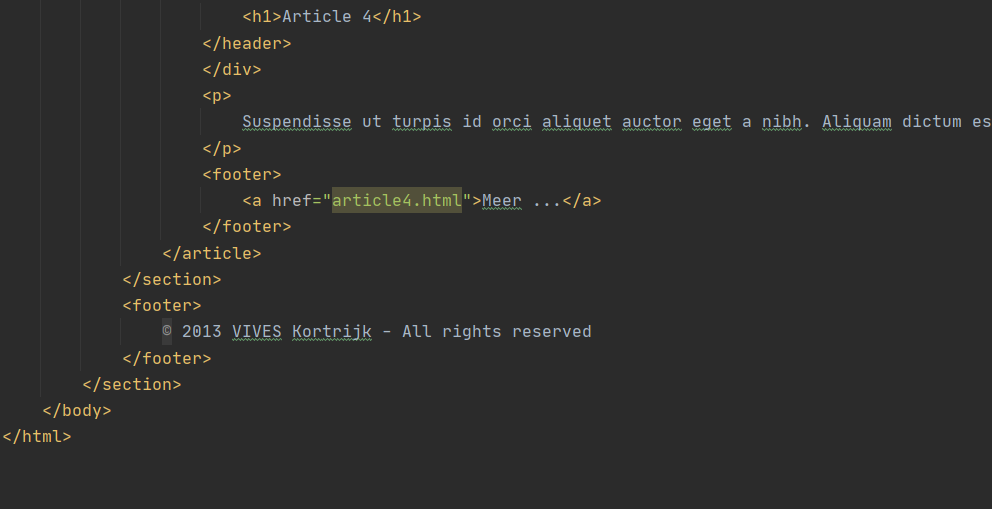 <h1>Article 4</h1>
</header>
</div>
<p>
Suspendisse ut turpis id orci aliquet auctor eget a nibh. Aliquam dictum es
</p>
<footer>
<a href="article4.html">Meer ...</a>
</footer>
</article>
</section>
<footer>
© 2013 VIVES Kortrijk – All rights reserved
</footer>
</section>
</body>
</html>